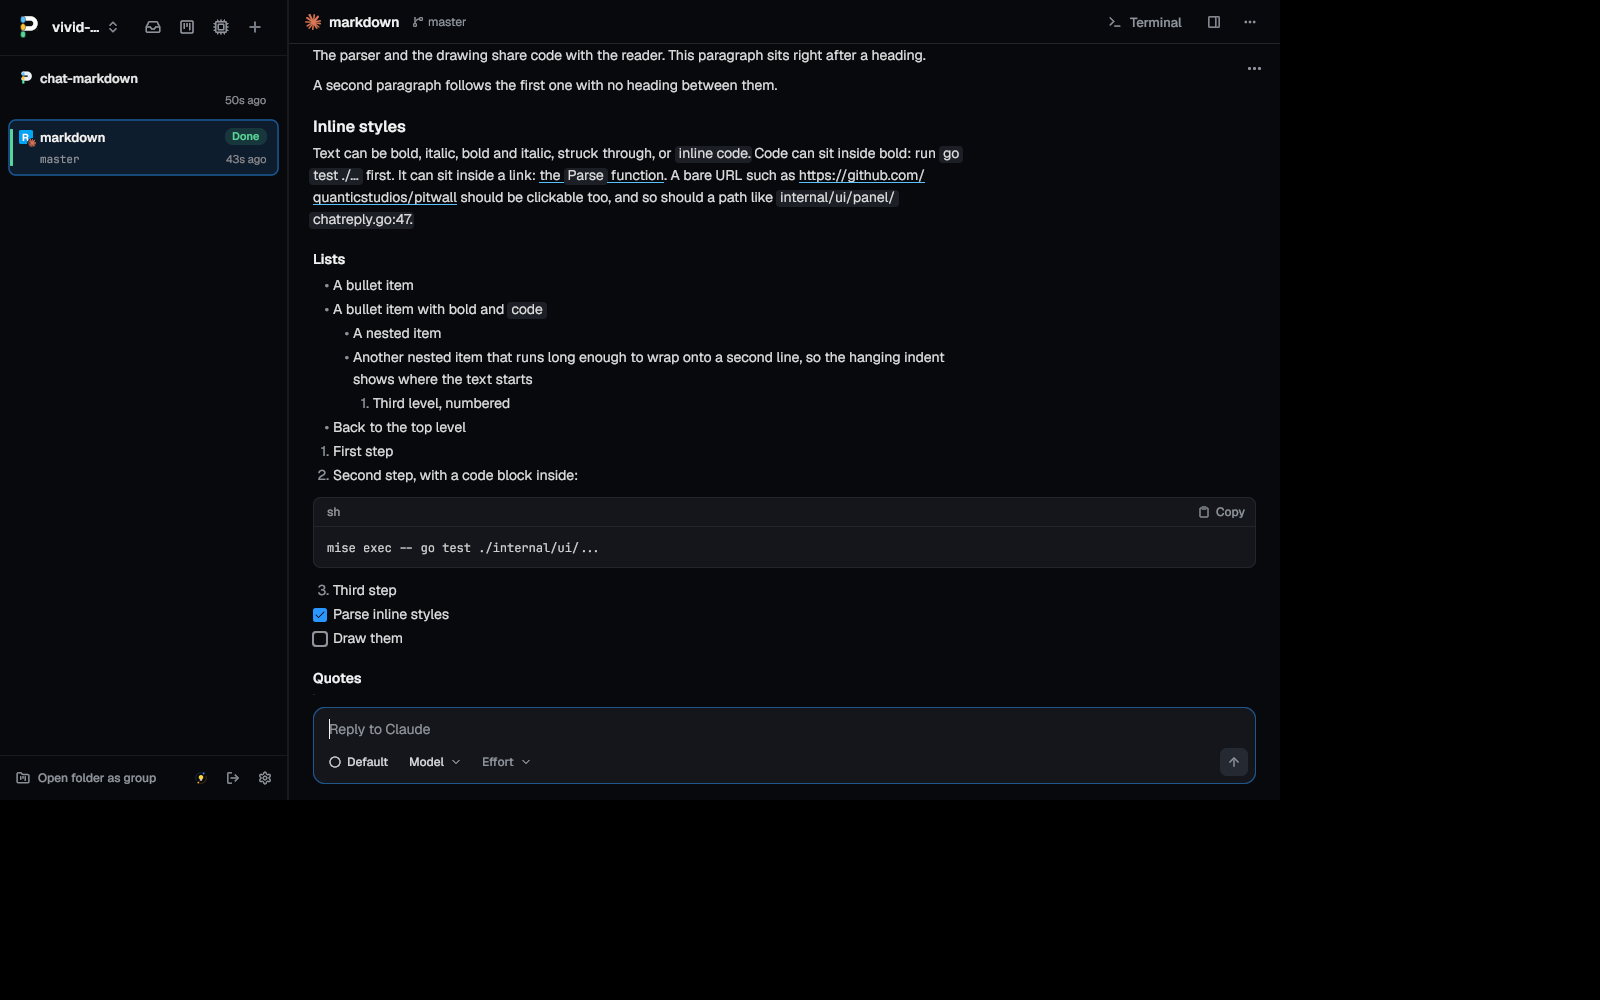 vivid-...
markdown
master
Terminal
chat-markdown
50s ago
markdown
Done
master
43s ago
The parser and the drawing share code with the reader. This paragraph sits right after a heading.
A second paragraph follows the first one with no heading between them.
Inline styles
Text can be bold, italic, bold and italic, struck through, or inline code. Code can sit inside bold: run go
test ./... first. It can sit inside a link: the Parse function. A bare URL such as https://github.com/
quanticstudios/pitwall should be clickable too, and so should a path like internal/ui/panel/
chatreply.go:47.
Lists
• A bullet item
• A bullet item with bold and code
• A nested item
• Another nested item that runs long enough to wrap onto a second line, so the hanging indent
shows where the text starts
1. Third level, numbered
• Back to the top level
1. First step
2. Second step, with a code block inside:
sh
Copy
mise exec -- go test ./internal/ui/...
3. Third step
Parse inline styles
Draw them
Quotes
Reply to Claude
Default
Model
Effort
Open folder as group